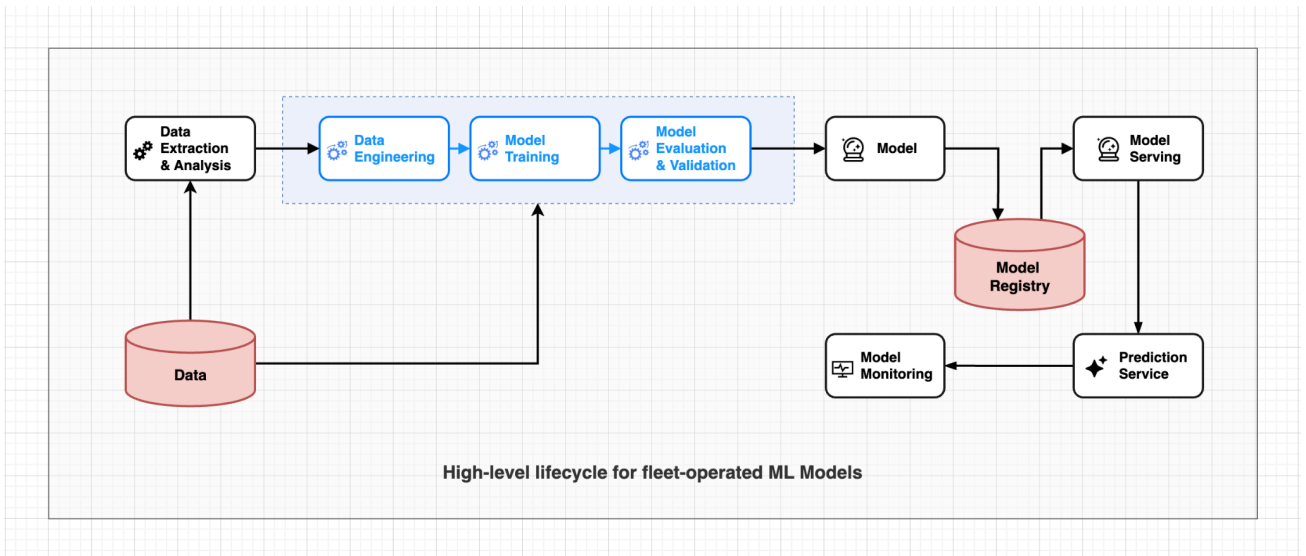 Data
Extraction
& Analysis
Data
Engineering
Model
Training
Model
Evaluation
& Validation
Model
Model
Serving
Model
Registry
Data
Model
Monitoring
Prediction
Service
High-level lifecycle for fleet-operated ML Models